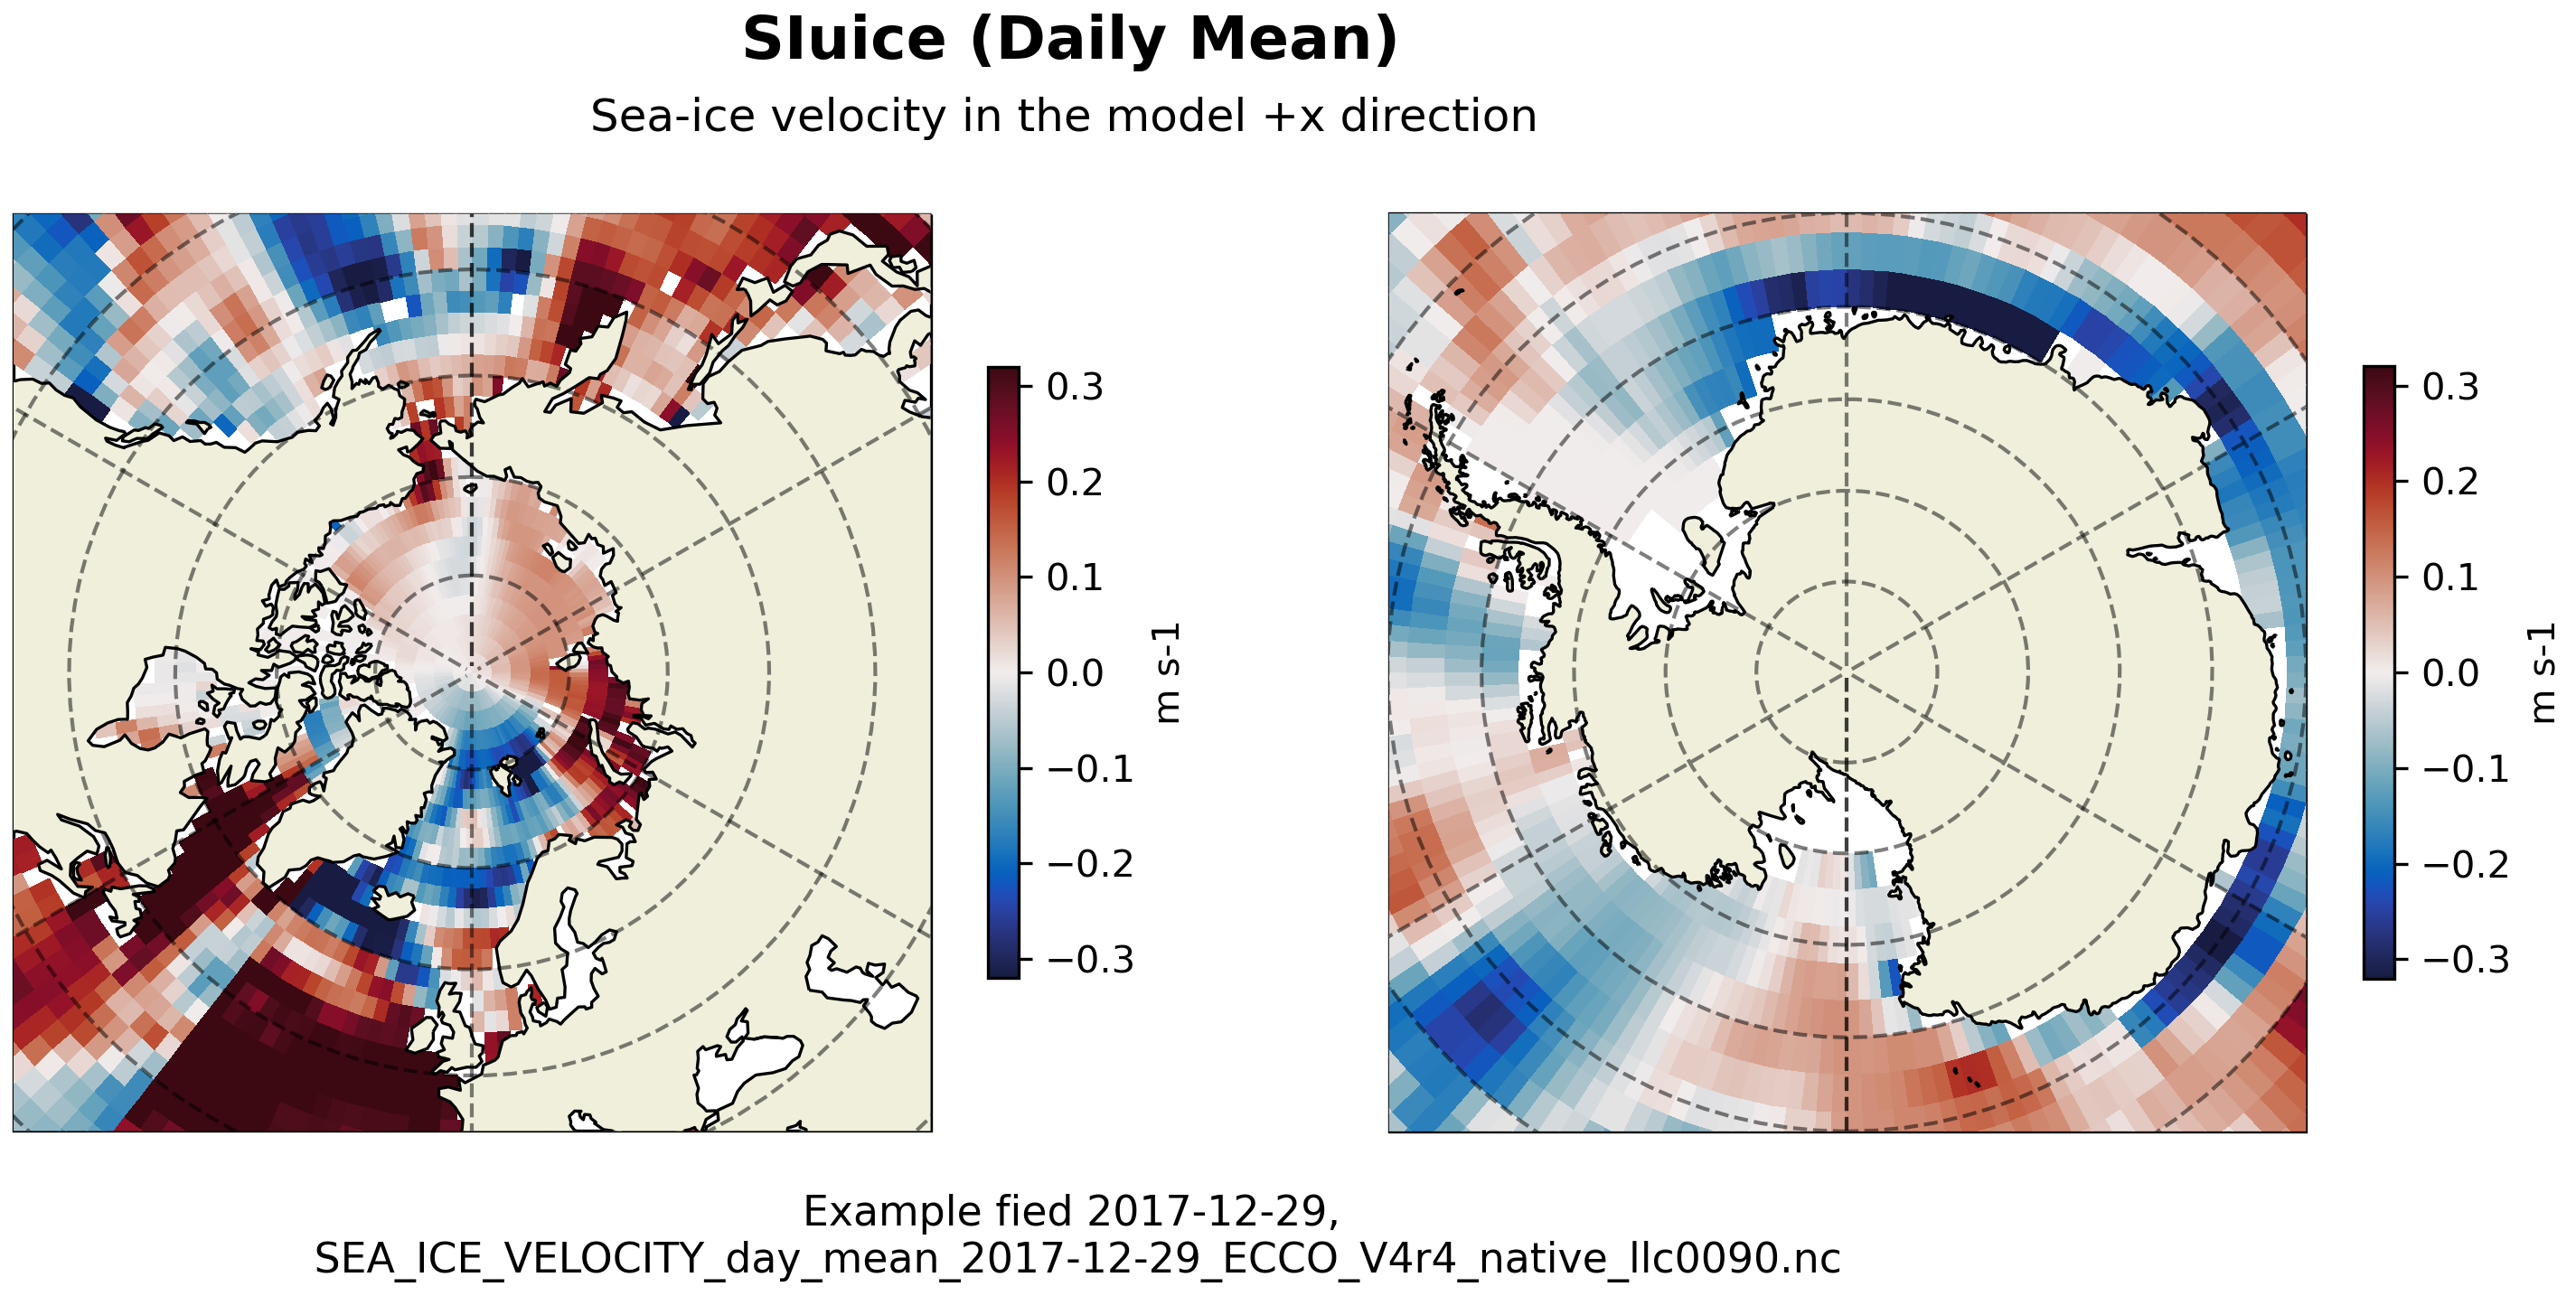 SIuice (Daily Mean)
Sea-ice velocity in the model +x direction
0.3
0.2
0.1
0.0
−0.1
−0.2
−0.3
m s-1
0.3
0.2
0.1
0.0
−0.1
−0.2
−0.3
m s-1
Example fied 2017-12-29,
SEA_ICE_VELOCITY_day_mean_2017-12-29_ECCO_V4r4_native_llc0090.nc